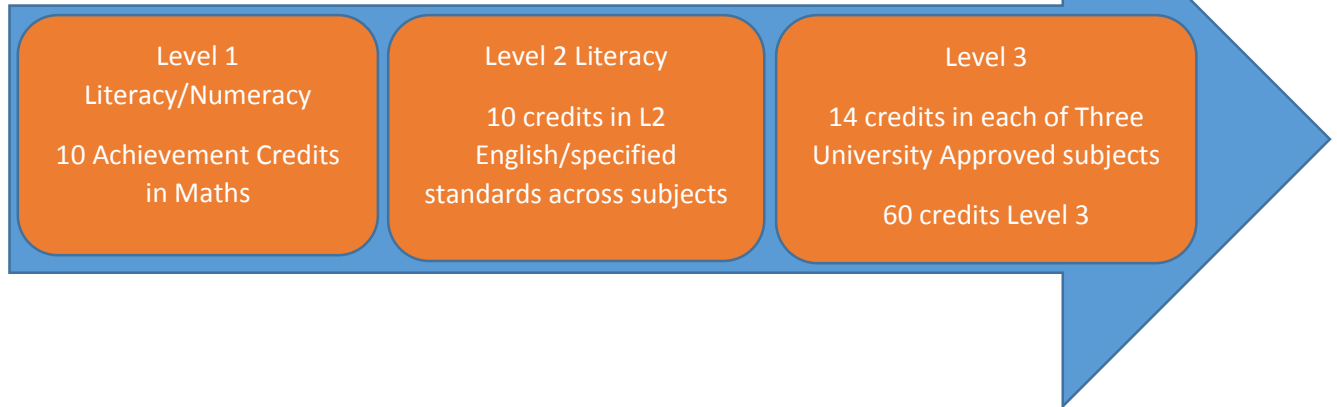 Level 1
Literacy/Numeracy
10 Achievement Credits
in Maths
Level 2 Literacy
10 credits in L2
English/specified
standards across subjects
Level 3
14 credits in each of Three
University Approved subjects
60 credits Level 3